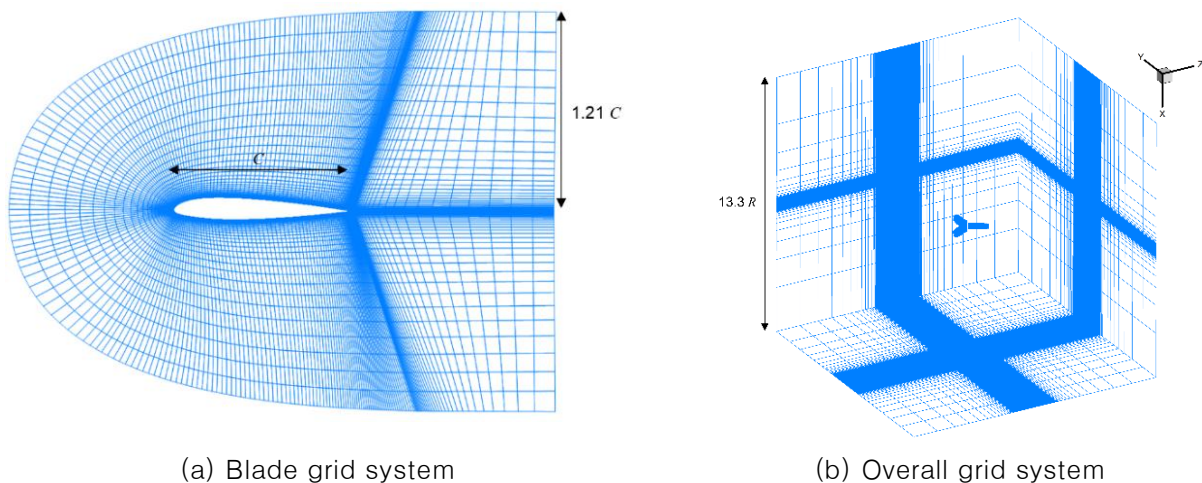 C
1.21 C
(a) Blade grid system
13.3 R
Y
Z
X
(b) Overall grid system